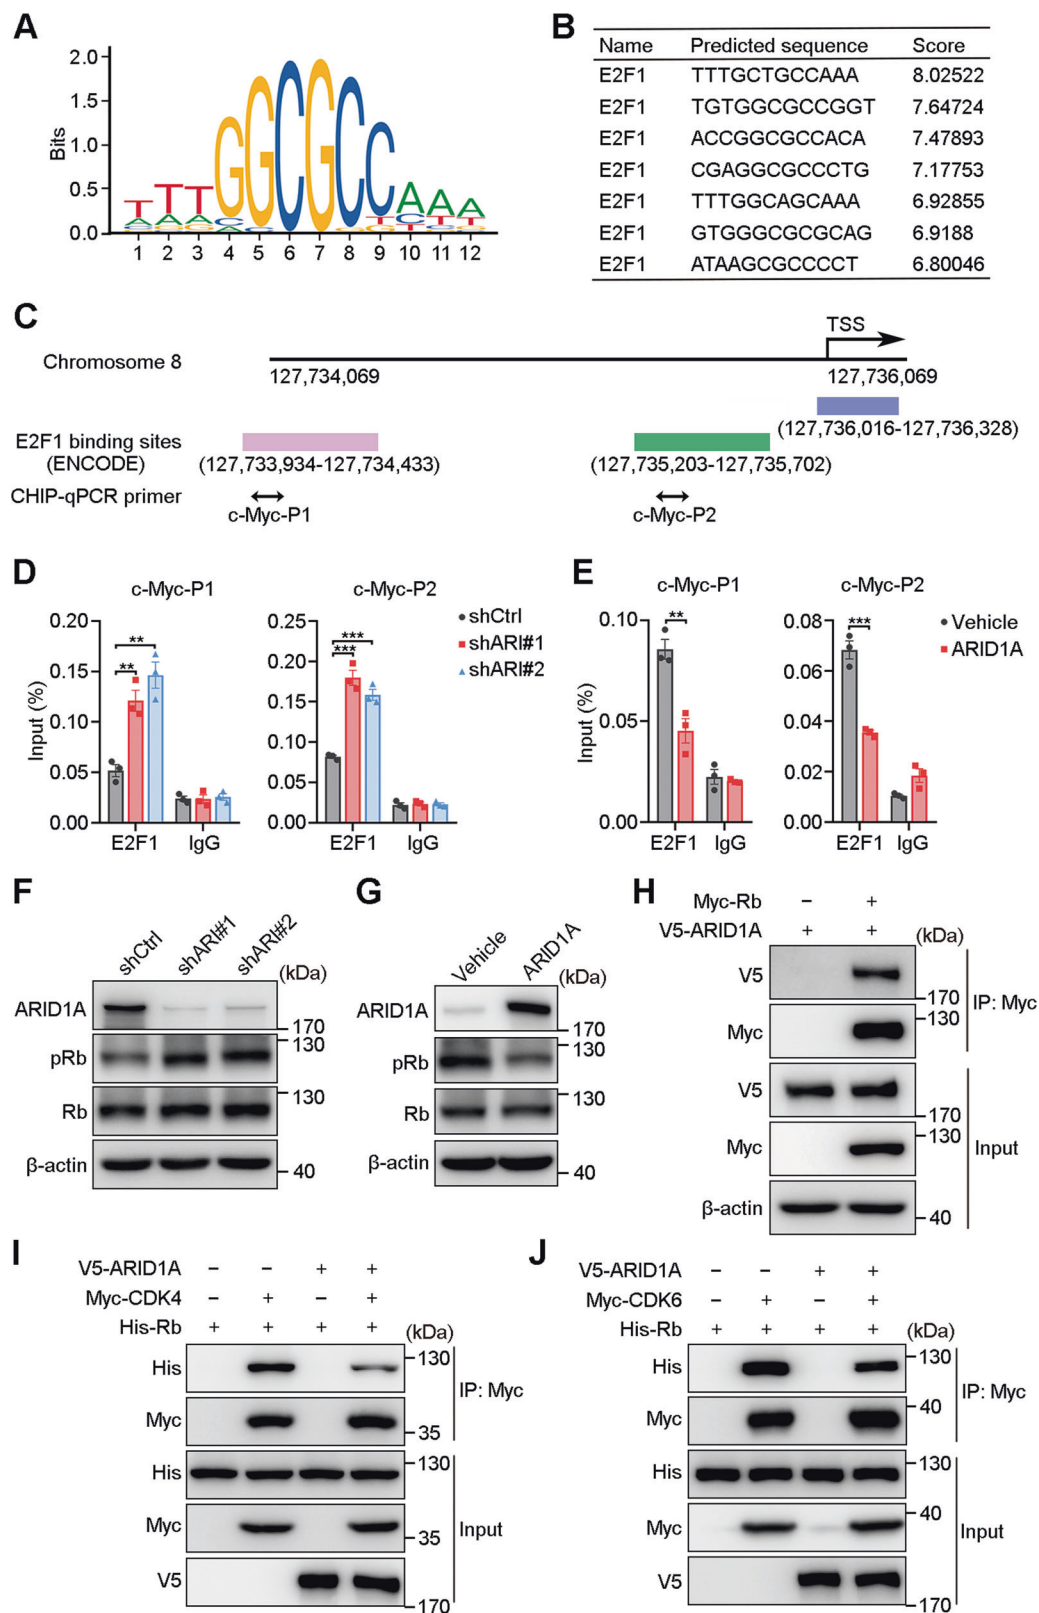 A
Bits
2.0
1.5
1.0
0.5
0.0
1 2 3 4 5 6 7 8 9 10 11 12
B
Name Predicted sequence Score
E2F1 TTTGCTGCCAAA 8.02522
E2F1 TGTGGCGCCGGT 7.64724
E2F1 ACCGGCGCCACA 7.47893
E2F1 CGAGGCGCCCTG 7.17753
E2F1 TTTGGCAGCAAA 6.92855
E2F1 GTGGGCGCGCAG 6.9188
E2F1 ATAAGCGCCCCT 6.80046
C
TSS
Chromosome 8
127,734,069 127,736,069
(127,736,016-127,736,328)
E2F1 binding sites
(ENCODE)
(127,733,934-127,734,433) (127,735,203-127,735,702)
CHIP-qPCR primer
c-Myc-P1 c-Myc-P2
D
c-Myc-P1
Input (%)
0.20
0.15
0.10
0.05
0.00
** **
E2F1 IgG
c-Myc-P2
0.25
0.20
0.15
0.10
0.05
0.00
*** ***
E2F1 IgG
shCtrl
shARI#1
shARI#2
E
c-Myc-P1
Input (%)
0.10
0.05
0.00
**
E2F1 IgG
c-Myc-P2
0.08
0.06
0.04
0.02
0.00
***
E2F1 IgG
Vehicle
ARID1A
F
shCtrl shARI#1 shARI#2 (kDa)
ARID1A 170
pRb 130
Rb 130
β-actin 40
G
Vehicle ARID1A (kDa)
ARID1A 170
pRb 130
Rb 130
β-actin 40
H
Myc-Rb − +
V5-ARID1A + + (kDa)
V5 170
Myc 130
IP: Myc
V5 170
Myc 130
β-actin 40
Input
I
V5-ARID1A − − + +
Myc-CDK4 − + − +
His-Rb + + + + (kDa)
His 130
Myc 35
IP: Myc
His 130
Myc 35
V5 170
Input
J
V5-ARID1A − − + +
Myc-CDK6 − + − +
His-Rb + + + + (kDa)
His 130
Myc 40
IP: Myc
His 130
Myc 40
V5 170
Input